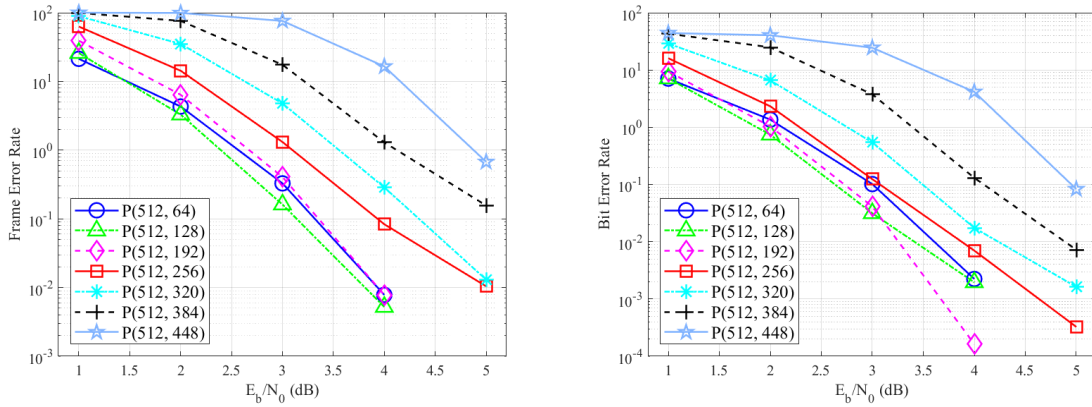 10^2
10^1
10^0
10^-1
10^-2
10^-3
Frame Error Rate
P(512, 64)
P(512, 128)
P(512, 192)
P(512, 256)
P(512, 320)
P(512, 384)
P(512, 448)
1 1.5 2 2.5 3 3.5 4 4.5 5
E_b/N_0 (dB)
10^2
10^1
10^0
10^-1
10^-2
10^-3
10^-4
Bit Error Rate
P(512, 64)
P(512, 128)
P(512, 192)
P(512, 256)
P(512, 320)
P(512, 384)
P(512, 448)
1 1.5 2 2.5 3 3.5 4 4.5 5
E_b/N_0 (dB)